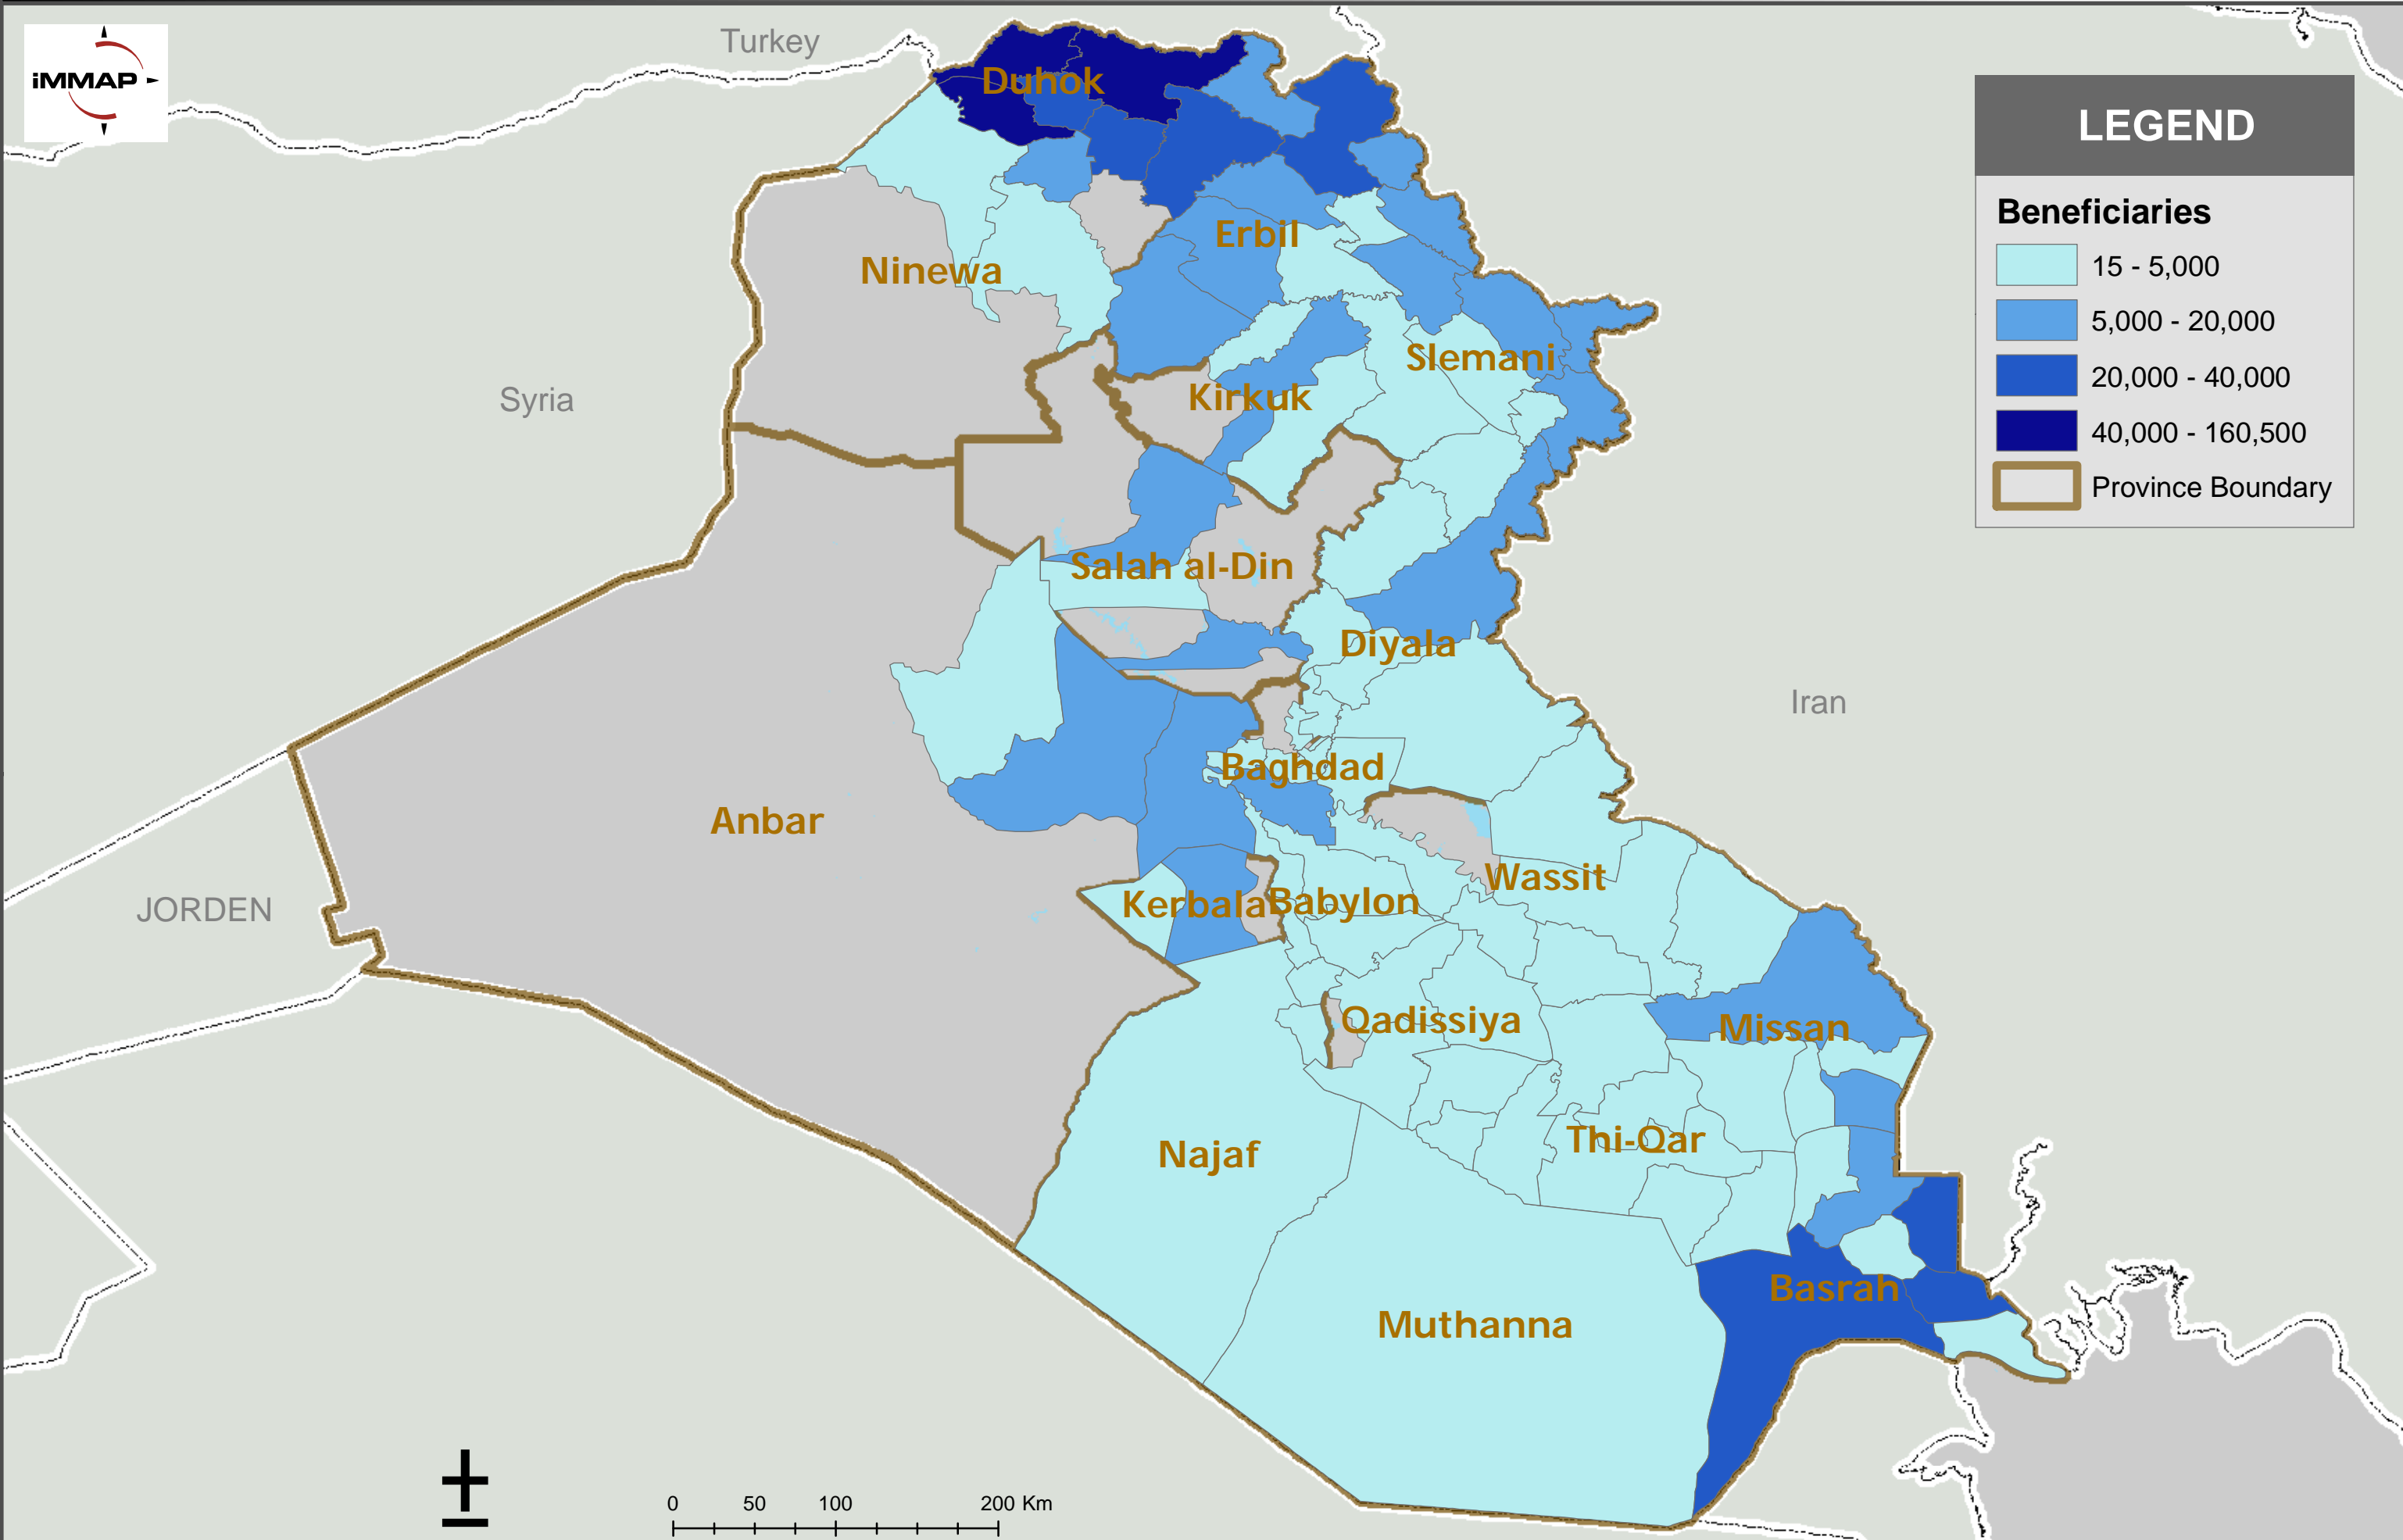 iMMAP
Turkey
Duhok
LEGEND
Beneficiaries
15 - 5,000
5,000 - 20,000
20,000 - 40,000
40,000 - 160,500
Province Boundary
Erbil
Ninewa
Slemani
Syria
Kirkuk
Salah al-Din
Diyala
Iran
Baghdad
Anbar
Wassit
JORDEN
Kerbala
Babylon
Qadissiya
Missan
Thi-Qar
Najaf
Basrah
Muthanna
0 50 100 200 Km